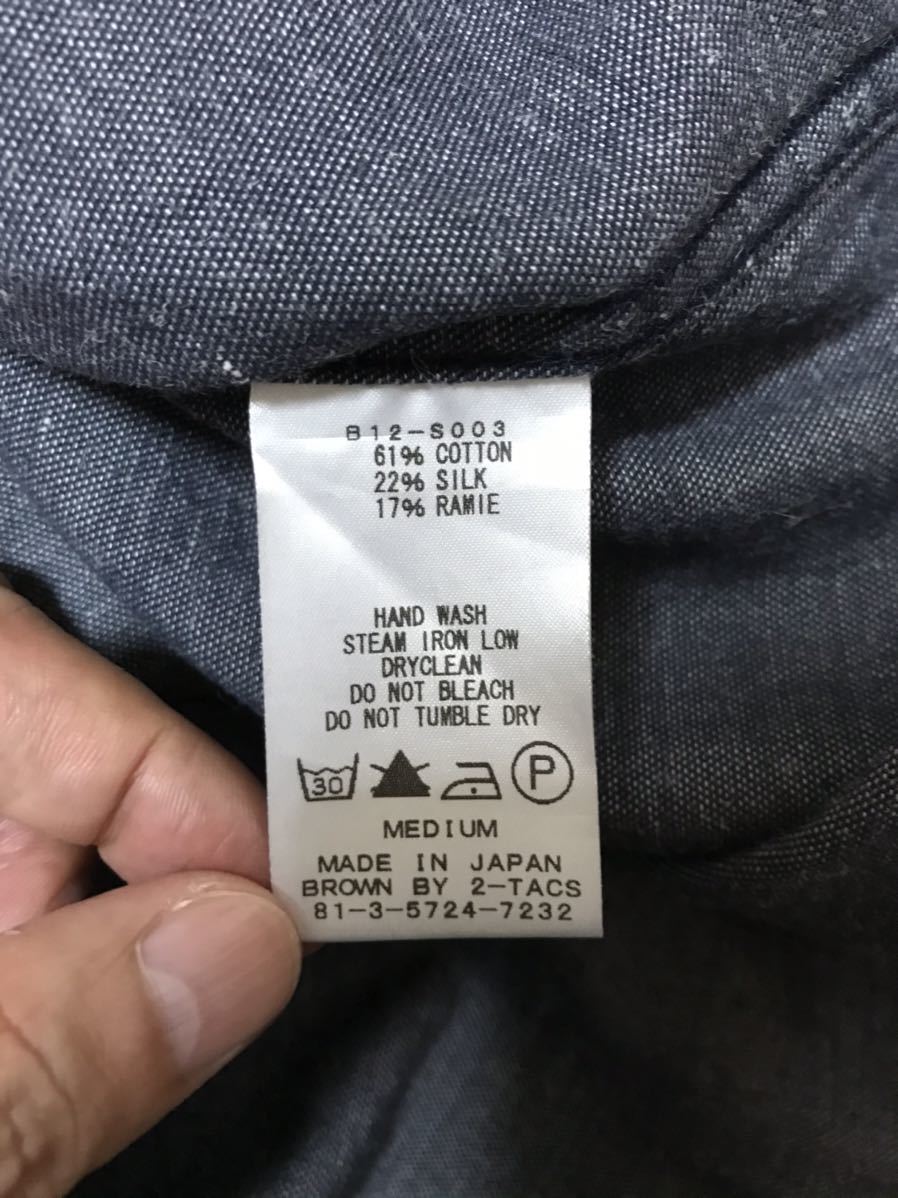 B12-S003
61% COTTON
22% SILK
17% RAMIE
HAND WASH
STEAM IRON LOW
DRYCLEAN
DO NOT BLEACH
DO NOT TUMBLE DRY
30 P
MEDIUM
MADE IN JAPAN
BROWN BY 2-TACS
81-3-5724-7232